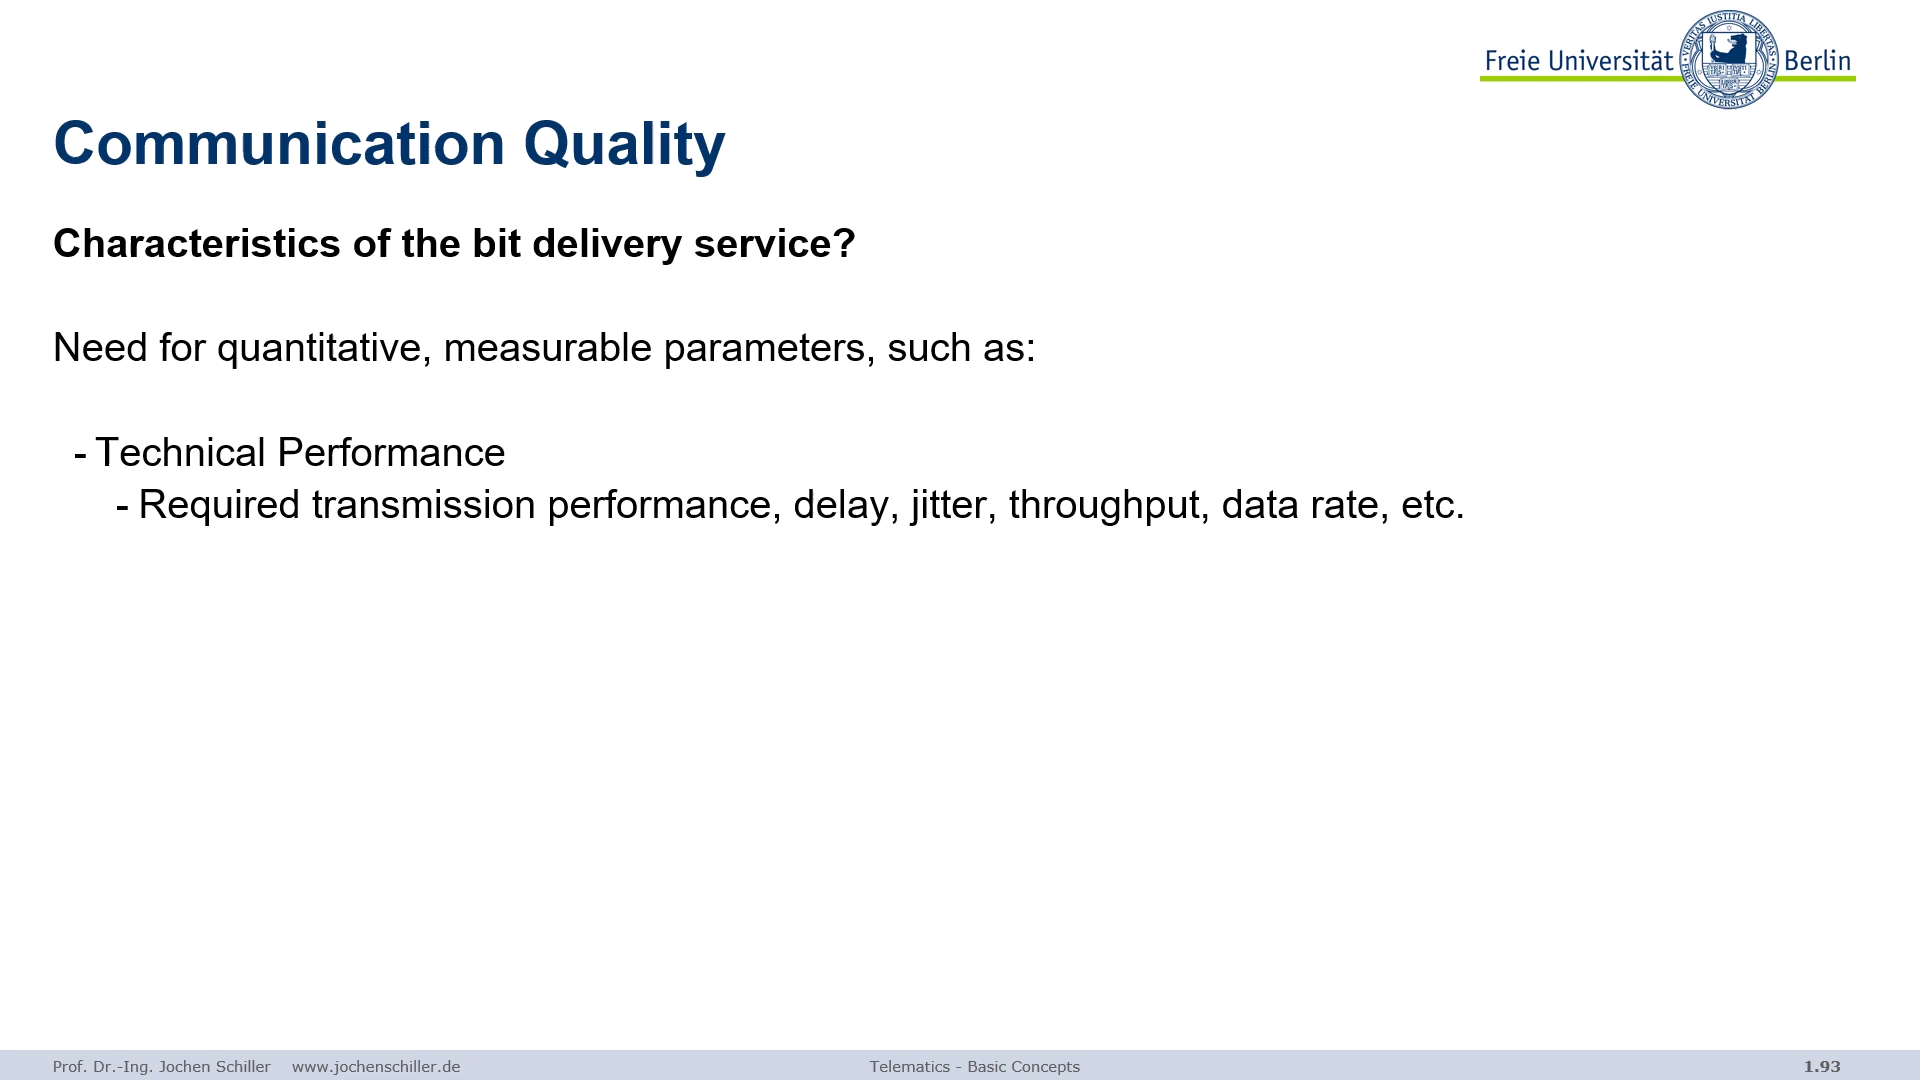 Freie Universität Berlin
Communication Quality
Characteristics of the bit delivery service?
Need for quantitative, measurable parameters, such as:
- Technical Performance
- Required transmission performance, delay, jitter, throughput, data rate, etc.
Prof. Dr.-Ing. Jochen Schiller www.jochenschiller.de Telematics - Basic Concepts 1.93